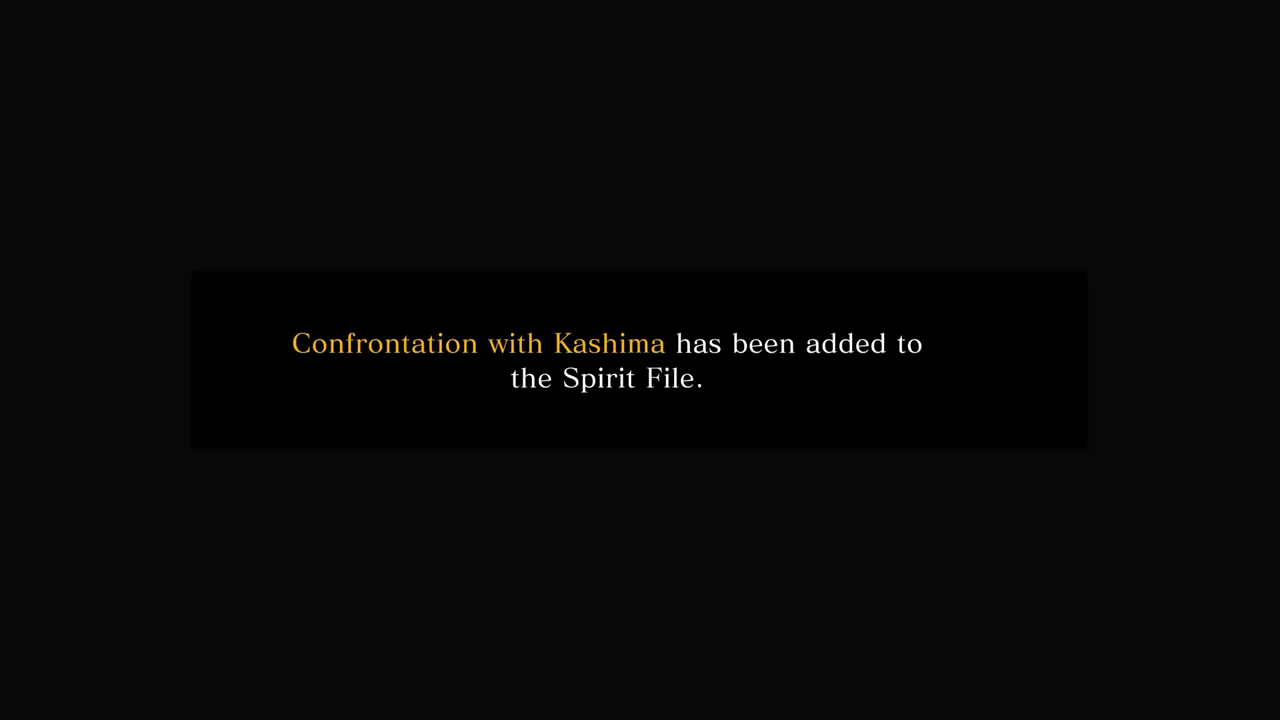 Confrontation with Kashima has been added to
the Spirit File.